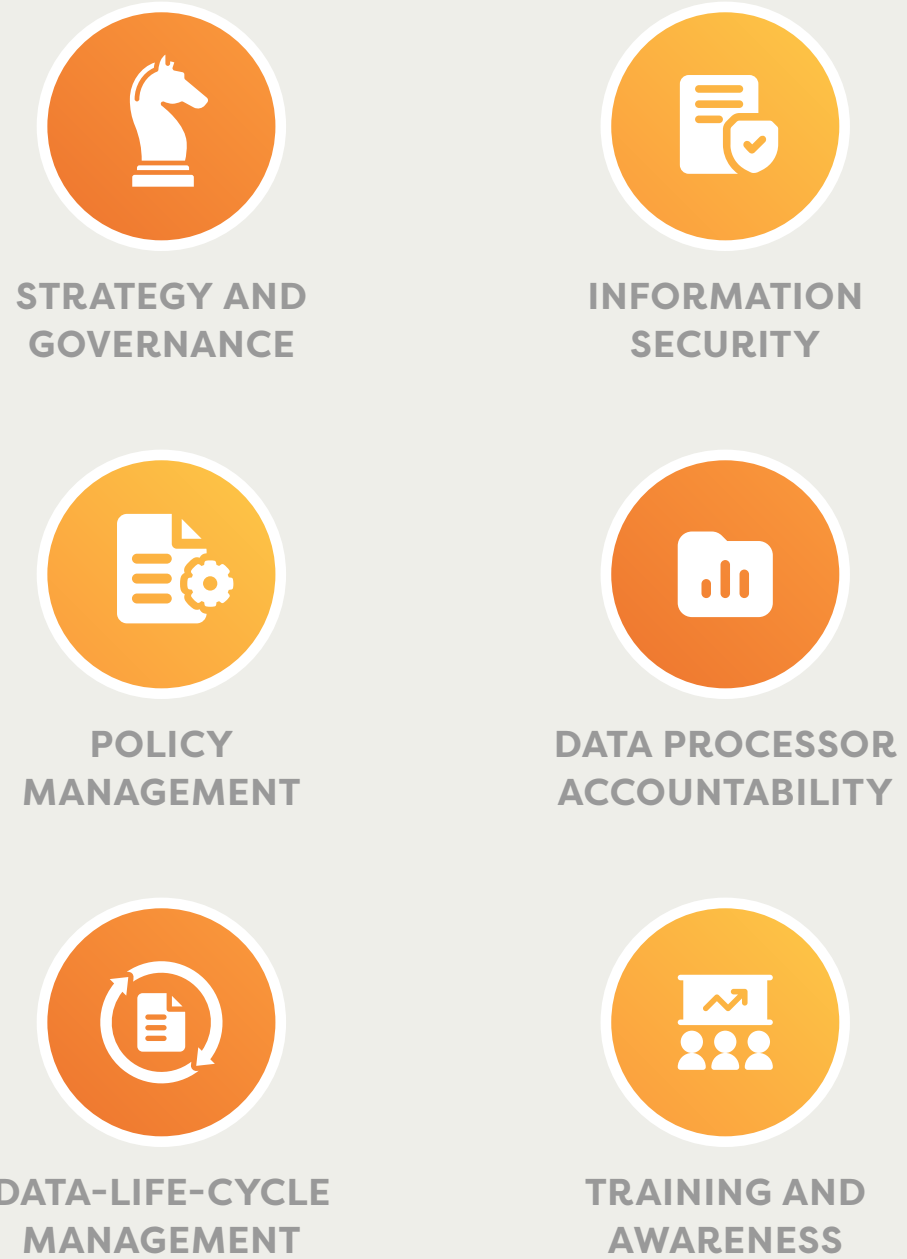 STRATEGY AND
GOVERNANCE
INFORMATION
SECURITY
POLICY
MANAGEMENT
DATA PROCESSOR
ACCOUNTABILITY
DATA-LIFE-CYCLE
MANAGEMENT
TRAINING AND
AWARENESS